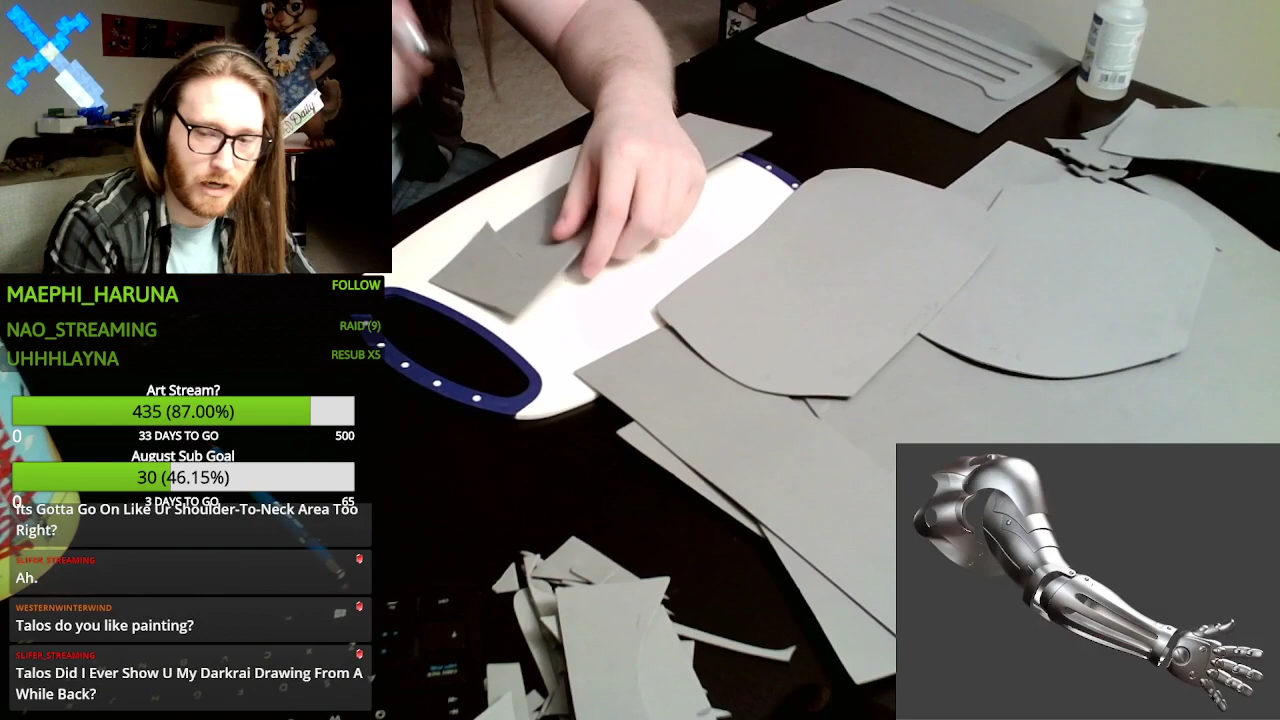 Daily
MAEPHI_HARUNA FOLLOW
NAO_STREAMING RAID (9)
UHHHLAYNA RESUB X5
Art Stream?
435 (87.00%)
0 33 DAYS TO GO 500
August Sub Goal
30 (46.15%)
0 3 DAYS TO GO 65
Its Gotta Go On Like Ur Shoulder-To-Neck Area Too
Right?
SLIFER_STREAMING
Ah.
WESTERNWINTERWIND
Talos do you like painting?
SLIFER_STREAMING
Talos Did I Ever Show U My Darkrai Drawing From A
While Back?